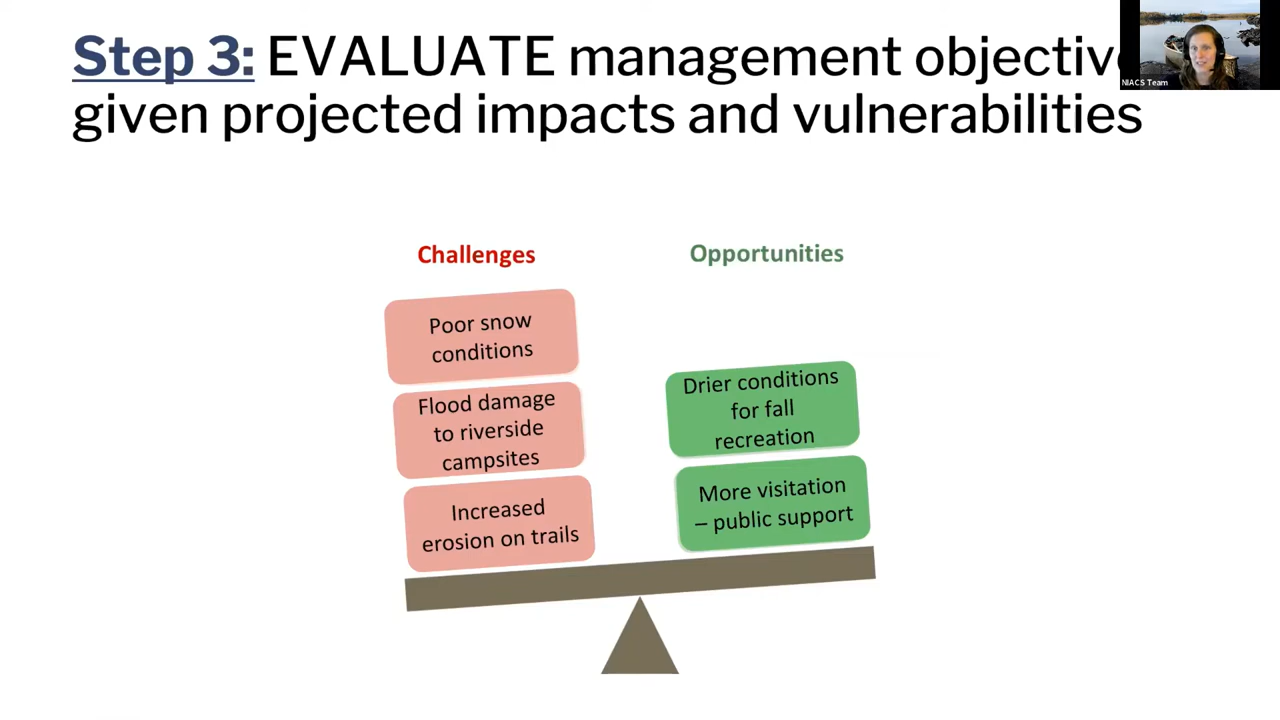 Step 3: EVALUATE management objectiv
given projected impacts and vulnerabilities
NIACS Team
Challenges
Poor snow
conditions
Flood damage
to riverside
campsites
Increased
erosion on trails
Opportunities
Drier conditions
for fall
recreation
More visitation
– public support